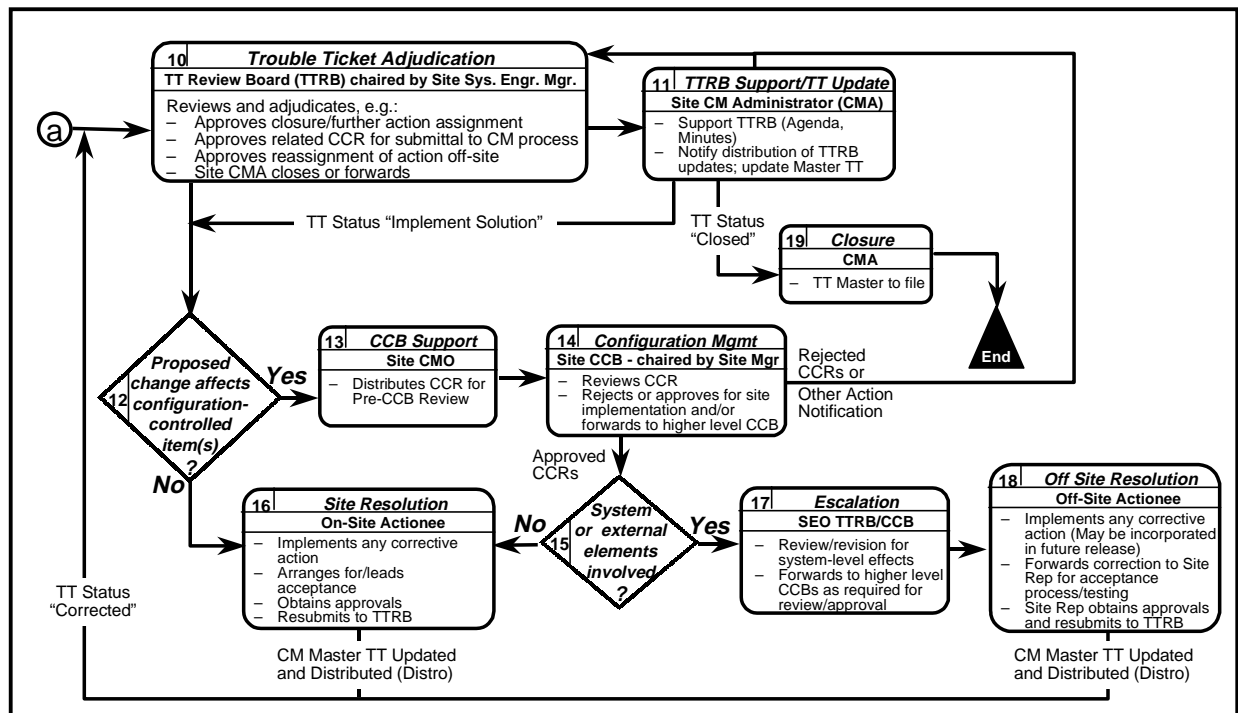 10 Trouble Ticket Adjudication
TT Review Board (TTRB) chaired by Site Sys. Engr. Mgr.
Reviews and adjudicates, e.g.:
– Approves closure/further action assignment
– Approves related CCR for submittal to CM process
– Approves reassignment of action off-site
– Site CMA closes or forwards
a
11 TTRB Support/TT Update
Site CM Administrator (CMA)
– Support TTRB (Agenda,
Minutes)
– Notify distribution of TTRB
updates; update Master TT
TT Status “Implement Solution”
TT Status
“Closed”
19 Closure
CMA
– TT Master to file
End
Proposed
change affects
12 configuration-
controlled
item(s)
?
Yes
No
13 CCB Support
Site CMO
– Distributes CCR for
Pre-CCB Review
14 Configuration Mgmt
Site CCB - chaired by Site Mgr
– Reviews CCR
– Rejects or approves for site
implementation and/or
forwards to higher level CCB
Rejected
CCRs or
Other Action
Notification
Approved
CCRs
System
or external
15 elements
involved
?
No
Yes
16 Site Resolution
On-Site Actionee
– Implements any corrective
action
– Arranges for/leads
acceptance
– Obtains approvals
– Resubmits to TTRB
17 Escalation
SEO TTRB/CCB
– Review/revision for
system-level effects
– Forwards to higher level
CCBs as required for
review/approval
18 Off Site Resolution
Off-Site Actionee
– Implements any corrective
action (May be incorporated
in future release)
– Forwards correction to Site
Rep for acceptance
process/testing
– Site Rep obtains approvals
and resubmits to TTRB
TT Status
“Corrected”
CM Master TT Updated
and Distributed (Distro)
CM Master TT Updated
and Distributed (Distro)